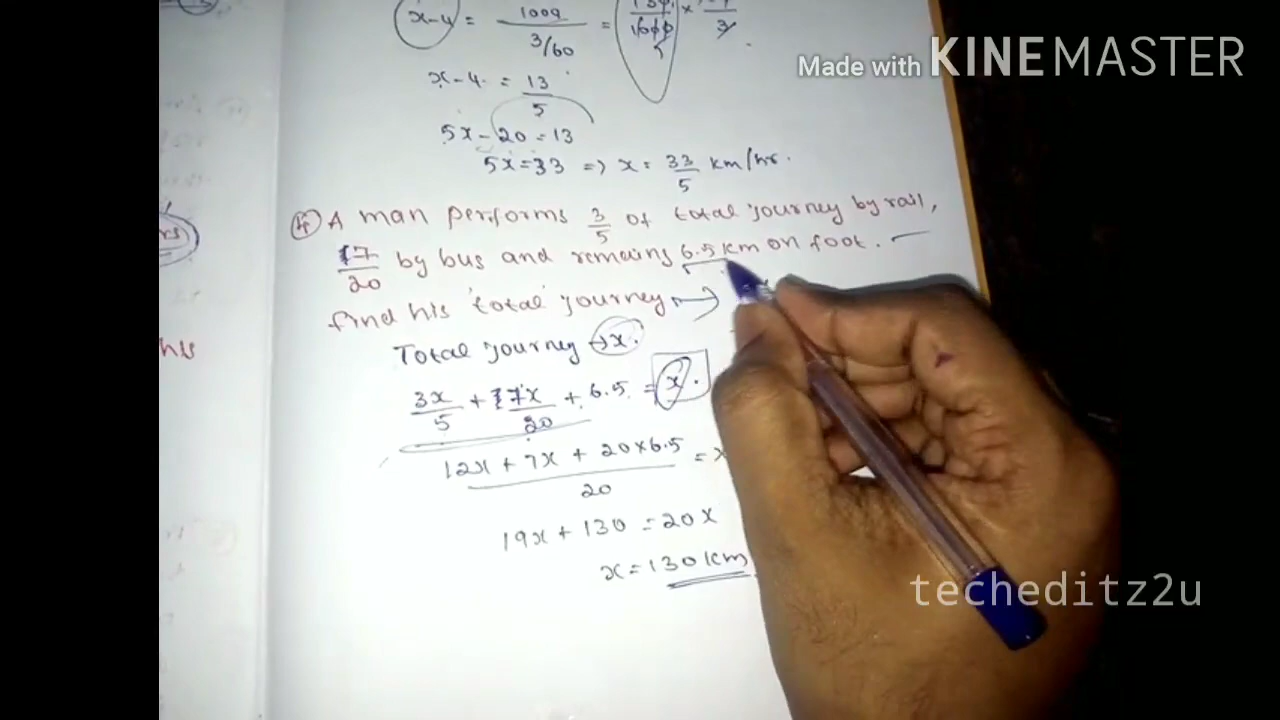 Made with KINEMASTER
x-4 = 1009 / 3/60 =
x-4 = 13/5
5x-20=13
5x=33 => x = 33/5 km/hr.
④ A man performs 3/5 of total journey by rail,
7/20 by bus and remains 6.5 km on foot.
find his 'total' journey →
Total journey → x.
3x/5 + 7x/20 + 6.5 = x.
12x + 7x + 20×6.5 / 20 = x
19x + 130 = 20x
x = 130 km
techeditz2u
his